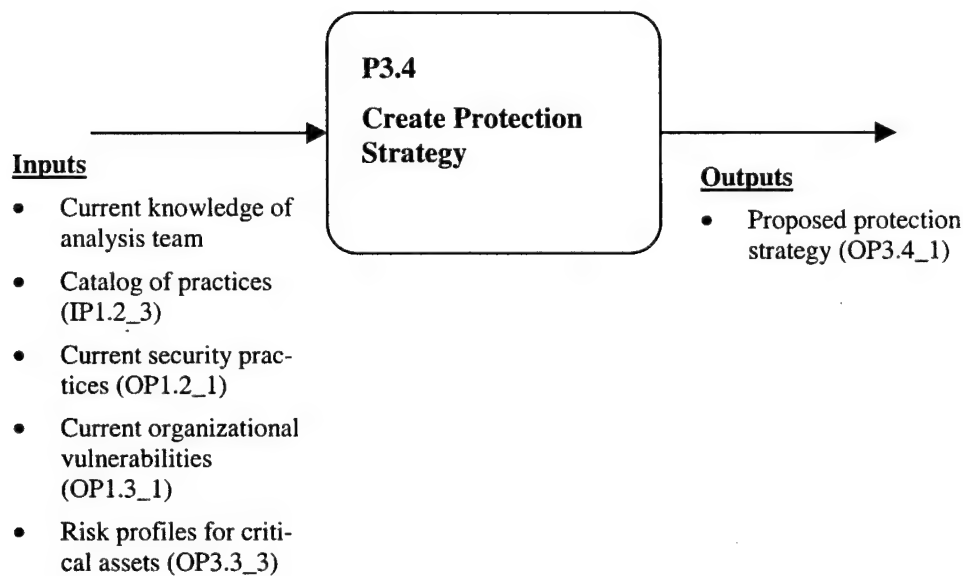 P3.4
Create Protection
Strategy
Inputs
• Current knowledge of
analysis team
• Catalog of practices
(IP1.2_3)
• Current security prac-
tices (OP1.2_1)
• Current organizational
vulnerabilities
(OP1.3_1)
• Risk profiles for criti-
cal assets (OP3.3_3)
Outputs
• Proposed protection
strategy (OP3.4_1)